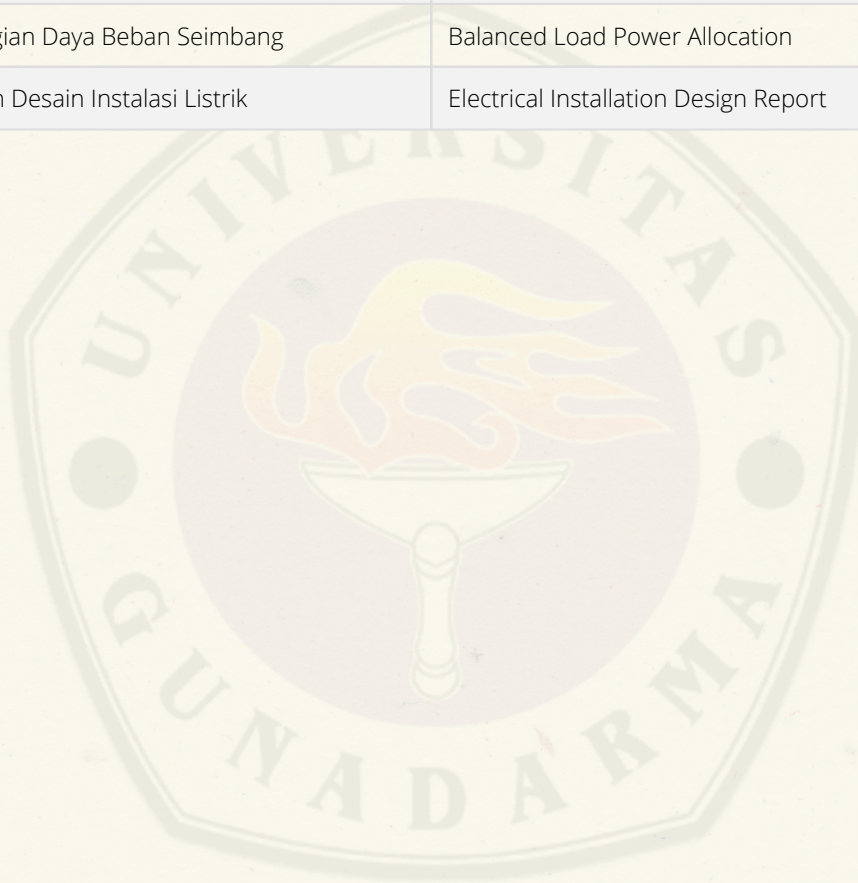 gian Daya Beban Seimbang Balanced Load Power Allocation
n Desain Instalasi Listrik Electrical Installation Design Report
UNIVERSITAS
GUNADARMA